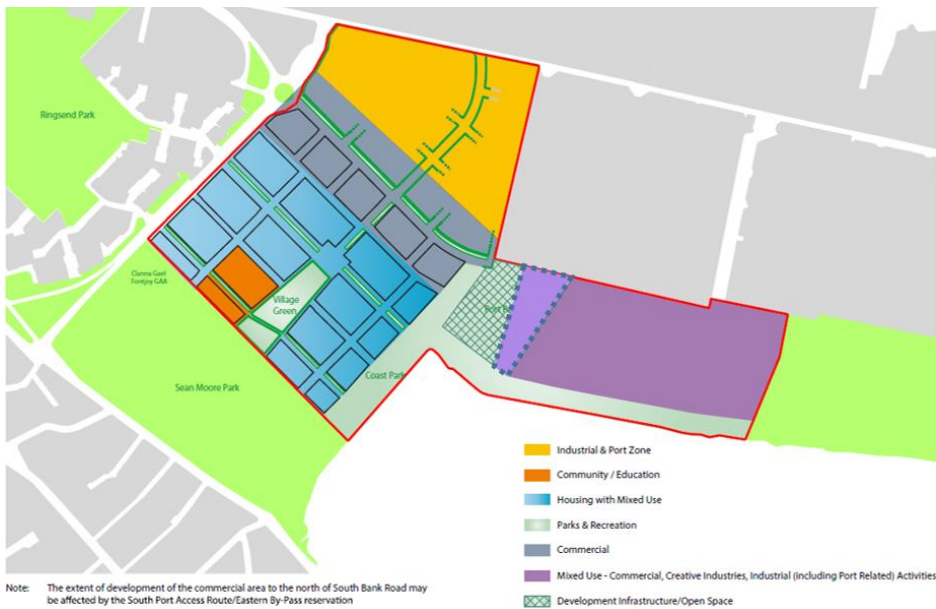 Ringsend Park
Clanna Gael
Fontjoy GAA
Village
Green
Sean Moore Park
Coast Park
Industrial & Port Zone
Community / Education
Housing with Mixed Use
Parks & Recreation
Commercial
Mixed Use - Commercial, Creative Industries, Industrial (including Port Related) Activities
Development Infrastructure/Open Space
Note: The extent of development of the commercial area to the north of South Bank Road may
be affected by the South Port Access Route/Eastern By-Pass reservation